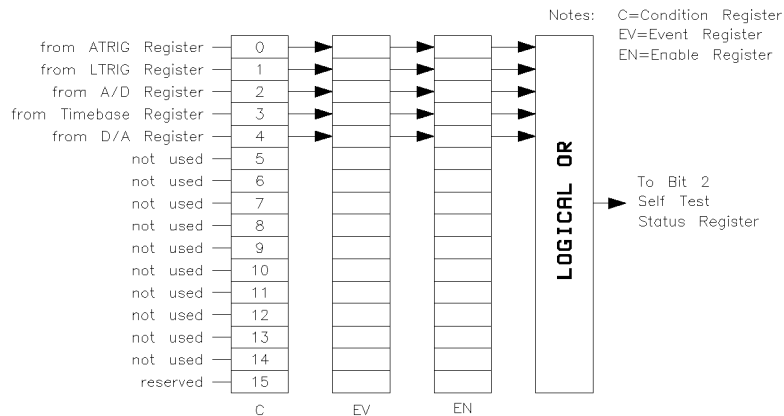 Notes: C=Condition Register
EV=Event Register
EN=Enable Register
from ATRIG Register 0
from LTRIG Register 1
from A/D Register 2
from Timebase Register 3
from D/A Register 4
not used 5
not used 6
not used 7
not used 8
not used 9
not used 10
not used 11
not used 12
not used 13
not used 14
reserved 15
C EV EN
LOGICAL OR
To Bit 2
Self Test
Status Register